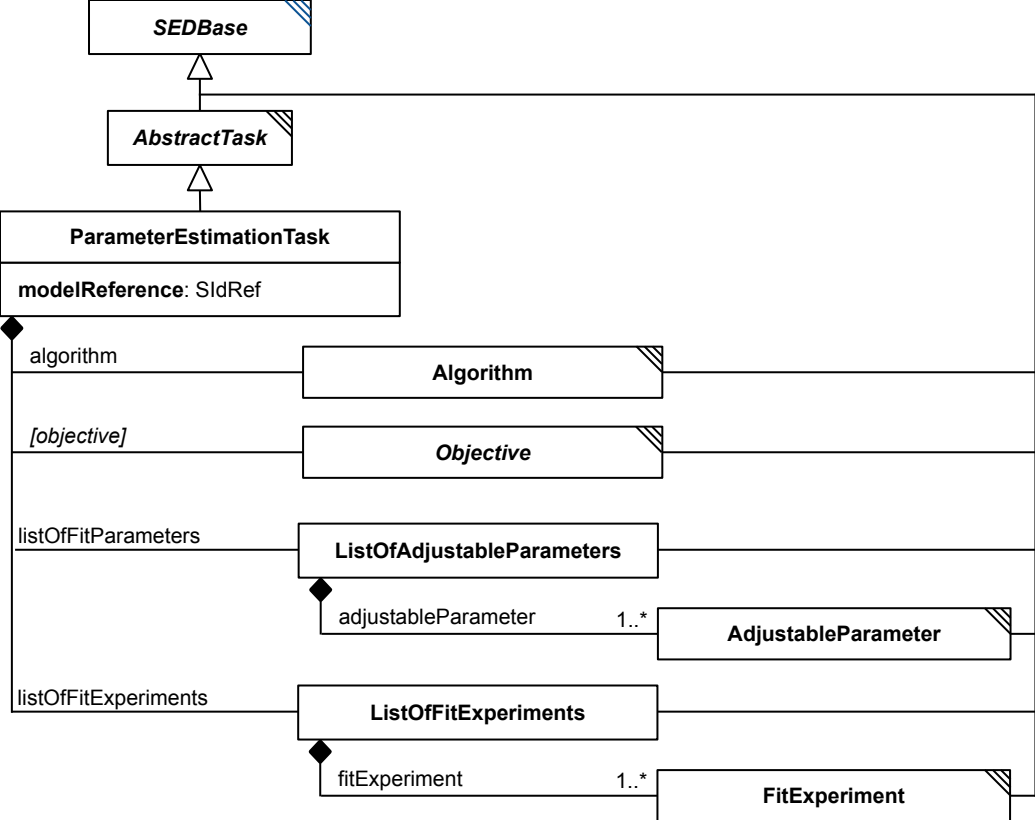 SEDBase
AbstractTask
ParameterEstimationTask
modelReference: SIdRef
algorithm
Algorithm
[objective]
Objective
listOfFitParameters
ListOfAdjustableParameters
adjustableParameter
1..*
AdjustableParameter
listOfFitExperiments
ListOfFitExperiments
fitExperiment
1..*
FitExperiment